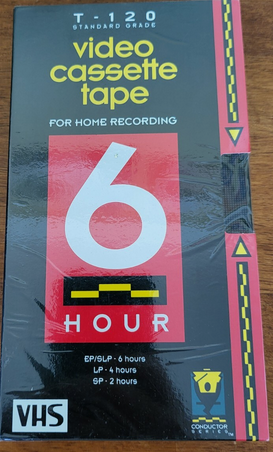 T-120
STANDARD GRADE
video
cassette
tape
FOR HOME RECORDING
6
HOUR
EP/SLP · 6 hours
LP · 4 hours
SP · 2 hours
VHS
CONDUCTOR
SERIES™